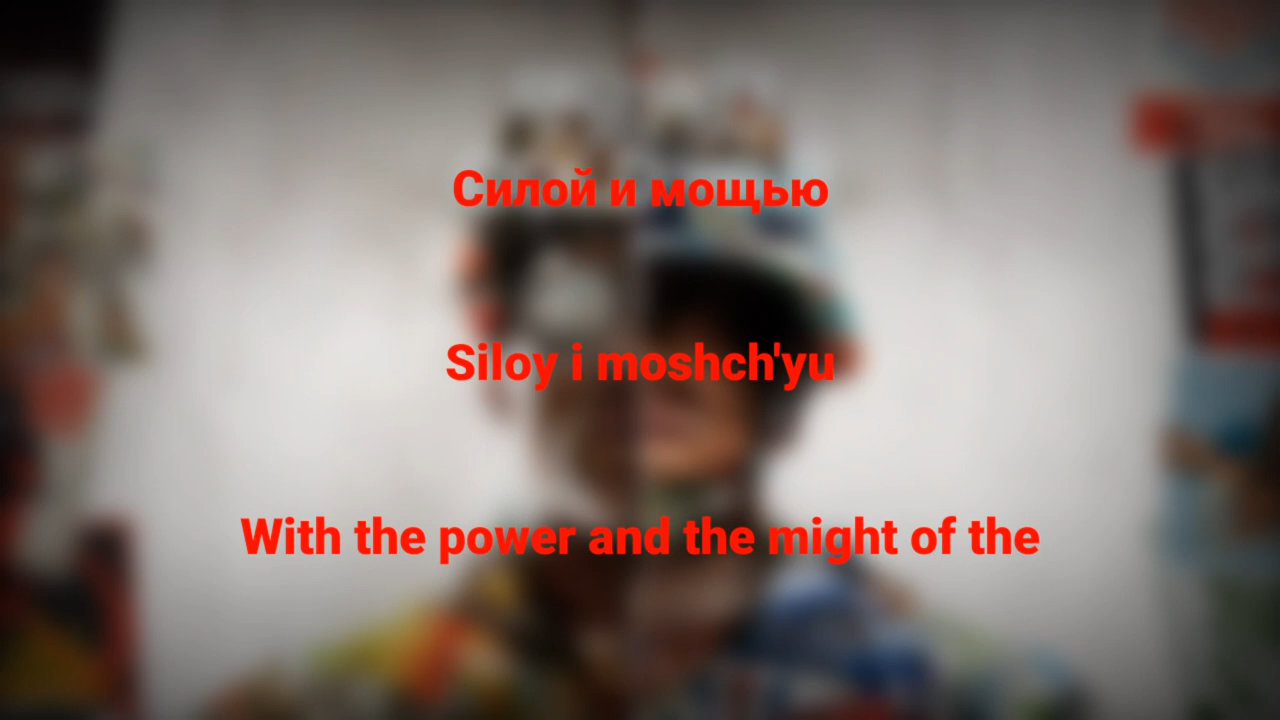 Силой и мощью
Siloy i moshch'yu
With the power and the might of the